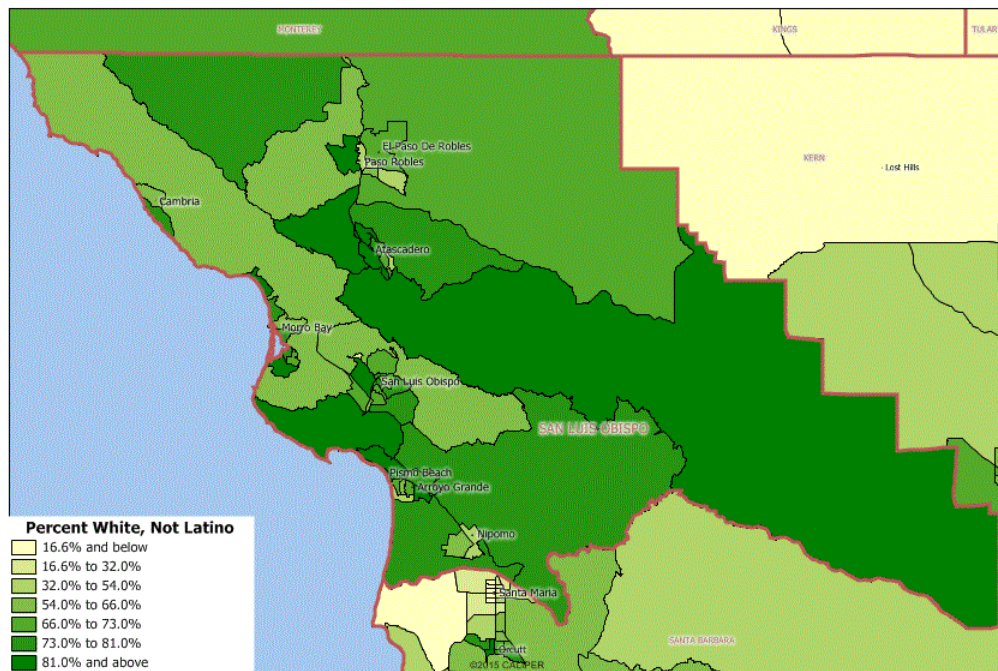 MONTEREY
KINGS
TULAR
El Paso De Robles
Paso Robles
KERN
Lost Hills
Cambria
Atascadero
Morro Bay
San Luis Obispo
SAN LUIS OBISPO
Pismo Beach
Arroyo Grande
Nipomo
Santa Maria
SANTA BARBARA
Orcutt
©2015 CALIPER
Percent White, Not Latino
16.6% and below
16.6% to 32.0%
32.0% to 54.0%
54.0% to 66.0%
66.0% to 73.0%
73.0% to 81.0%
81.0% and above